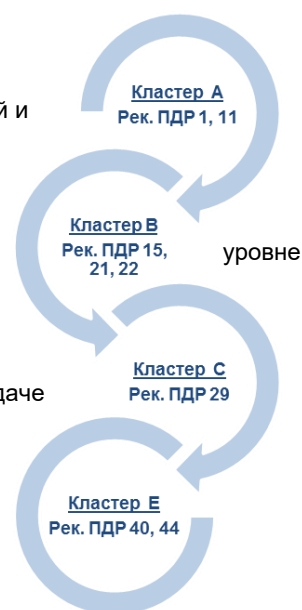 Кластер А
й и
Рек. ПДР 1, 11
Кластер В
Рек. ПДР 15,
уровне
21, 22
Кластер С
даче
Рек. ПДР 29
Кластер Е
Рек. ПДР 40, 44